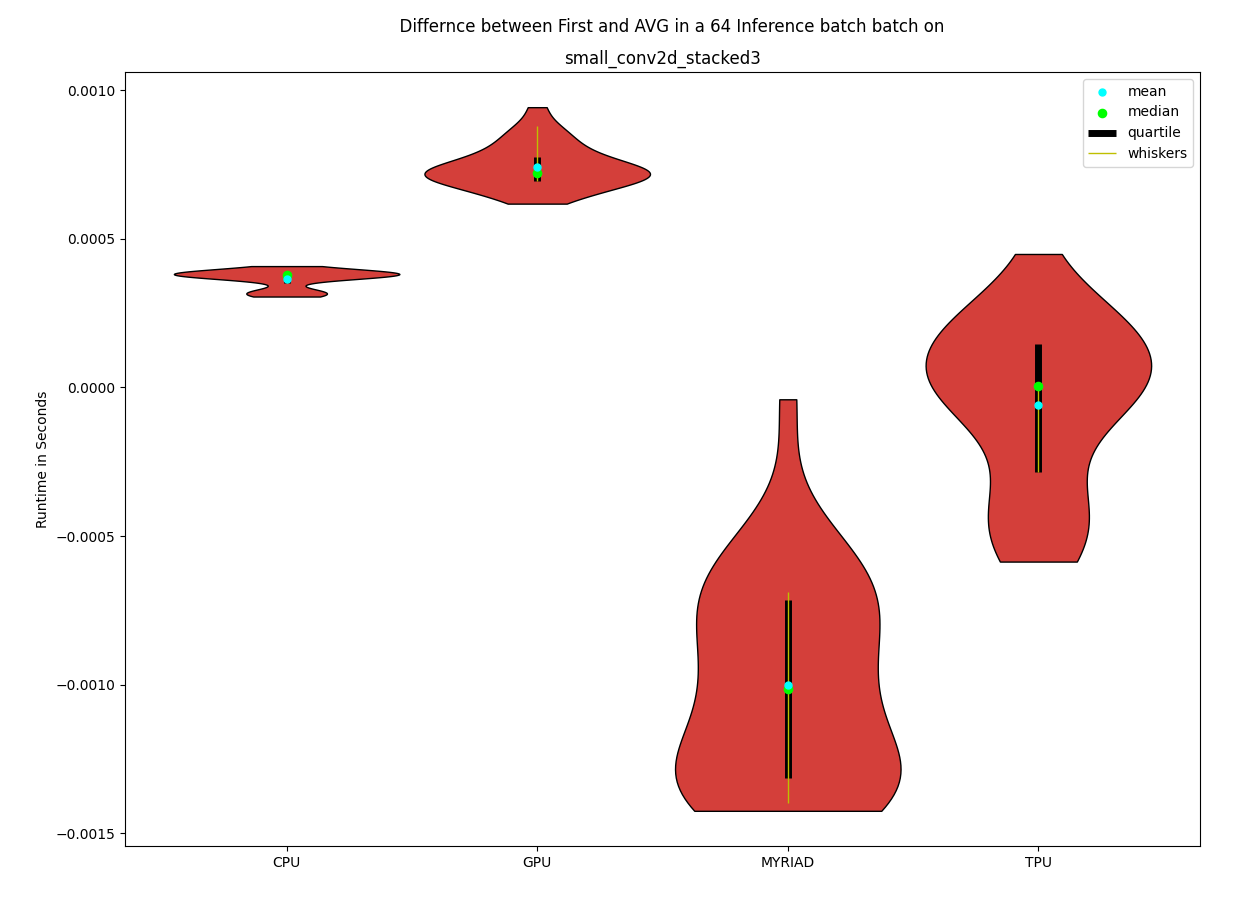 Differnce between First and AVG in a 64 Inference batch batch on
small_conv2d_stacked3
mean
median
quartile
whiskers
Runtime in Seconds
0.0010
0.0005
0.0000
−0.0005
−0.0010
−0.0015
CPU
GPU
MYRIAD
TPU